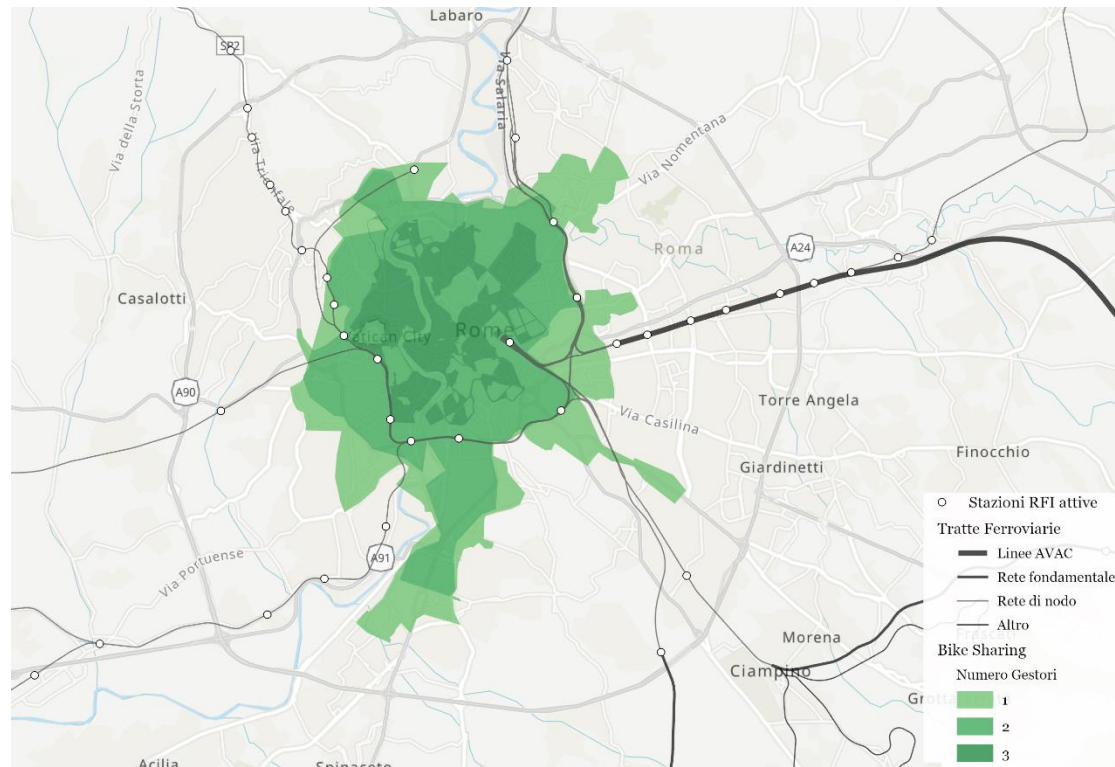 Labaro
SP2
Via della Storta
Via Trionfale
Via Salaria
Via Nomentana
Roma
A24
Casalotti
Vatican City
Rome
A90
Via Casilina
Torre Angela
Finocchio
Giardinetti
A91
Via Portuense
Morena
Ciampino
Frascati
Acilia
Spinaceto
Stazioni RFI attive
Tratte Ferroviarie
Linee AVAC
Rete fondamentale
Rete di nodo
Altro
Bike Sharing
Numero Gestori
1
2
3